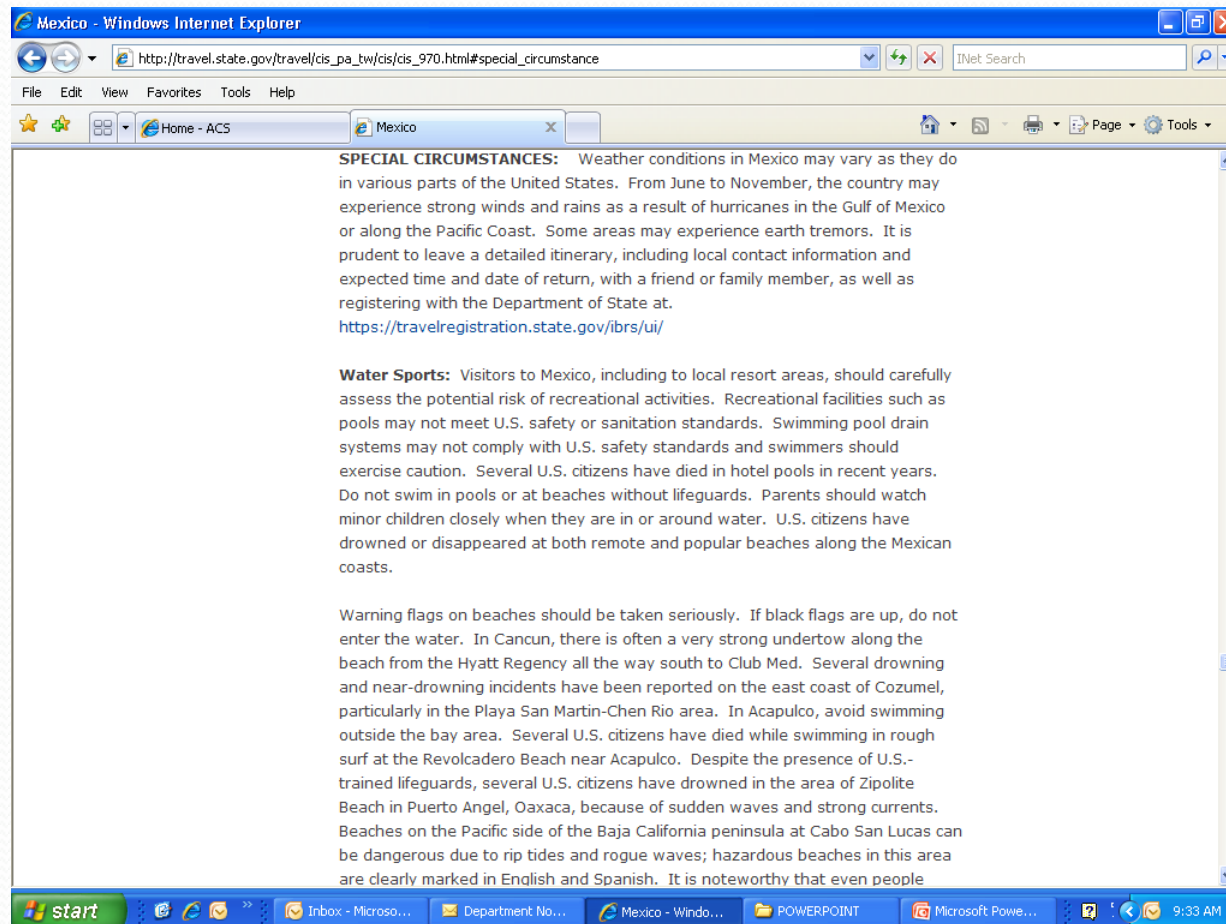 Mexico - Windows Internet Explorer
http://travel.state.gov/travel/cis_pa_tw/cis/cis_970.html#special_circumstance
INet Search
File Edit View Favorites Tools Help
Home - ACS
Mexico
Page
Tools
SPECIAL CIRCUMSTANCES: Weather conditions in Mexico may vary as they do
in various parts of the United States. From June to November, the country may
experience strong winds and rains as a result of hurricanes in the Gulf of Mexico
or along the Pacific Coast. Some areas may experience earth tremors. It is
prudent to leave a detailed itinerary, including local contact information and
expected time and date of return, with a friend or family member, as well as
registering with the Department of State at.
https://travelregistration.state.gov/ibrs/ui/
Water Sports: Visitors to Mexico, including to local resort areas, should carefully
assess the potential risk of recreational activities. Recreational facilities such as
pools may not meet U.S. safety or sanitation standards. Swimming pool drain
systems may not comply with U.S. safety standards and swimmers should
exercise caution. Several U.S. citizens have died in hotel pools in recent years.
Do not swim in pools or at beaches without lifeguards. Parents should watch
minor children closely when they are in or around water. U.S. citizens have
drowned or disappeared at both remote and popular beaches along the Mexican
coasts.
Warning flags on beaches should be taken seriously. If black flags are up, do not
enter the water. In Cancun, there is often a very strong undertow along the
beach from the Hyatt Regency all the way south to Club Med. Several drowning
and near-drowning incidents have been reported on the east coast of Cozumel,
particularly in the Playa San Martin-Chen Rio area. In Acapulco, avoid swimming
outside the bay area. Several U.S. citizens have died while swimming in rough
surf at the Revolcadero Beach near Acapulco. Despite the presence of U.S.-
trained lifeguards, several U.S. citizens have drowned in the area of Zipolite
Beach in Puerto Angel, Oaxaca, because of sudden waves and strong currents.
Beaches on the Pacific side of the Baja California peninsula at Cabo San Lucas can
be dangerous due to rip tides and rogue waves; hazardous beaches in this area
are clearly marked in English and Spanish. It is noteworthy that even people
start
Inbox - Microso...
Department No...
Mexico - Windo...
POWERPOINT
Microsoft Powe...
9:33 AM